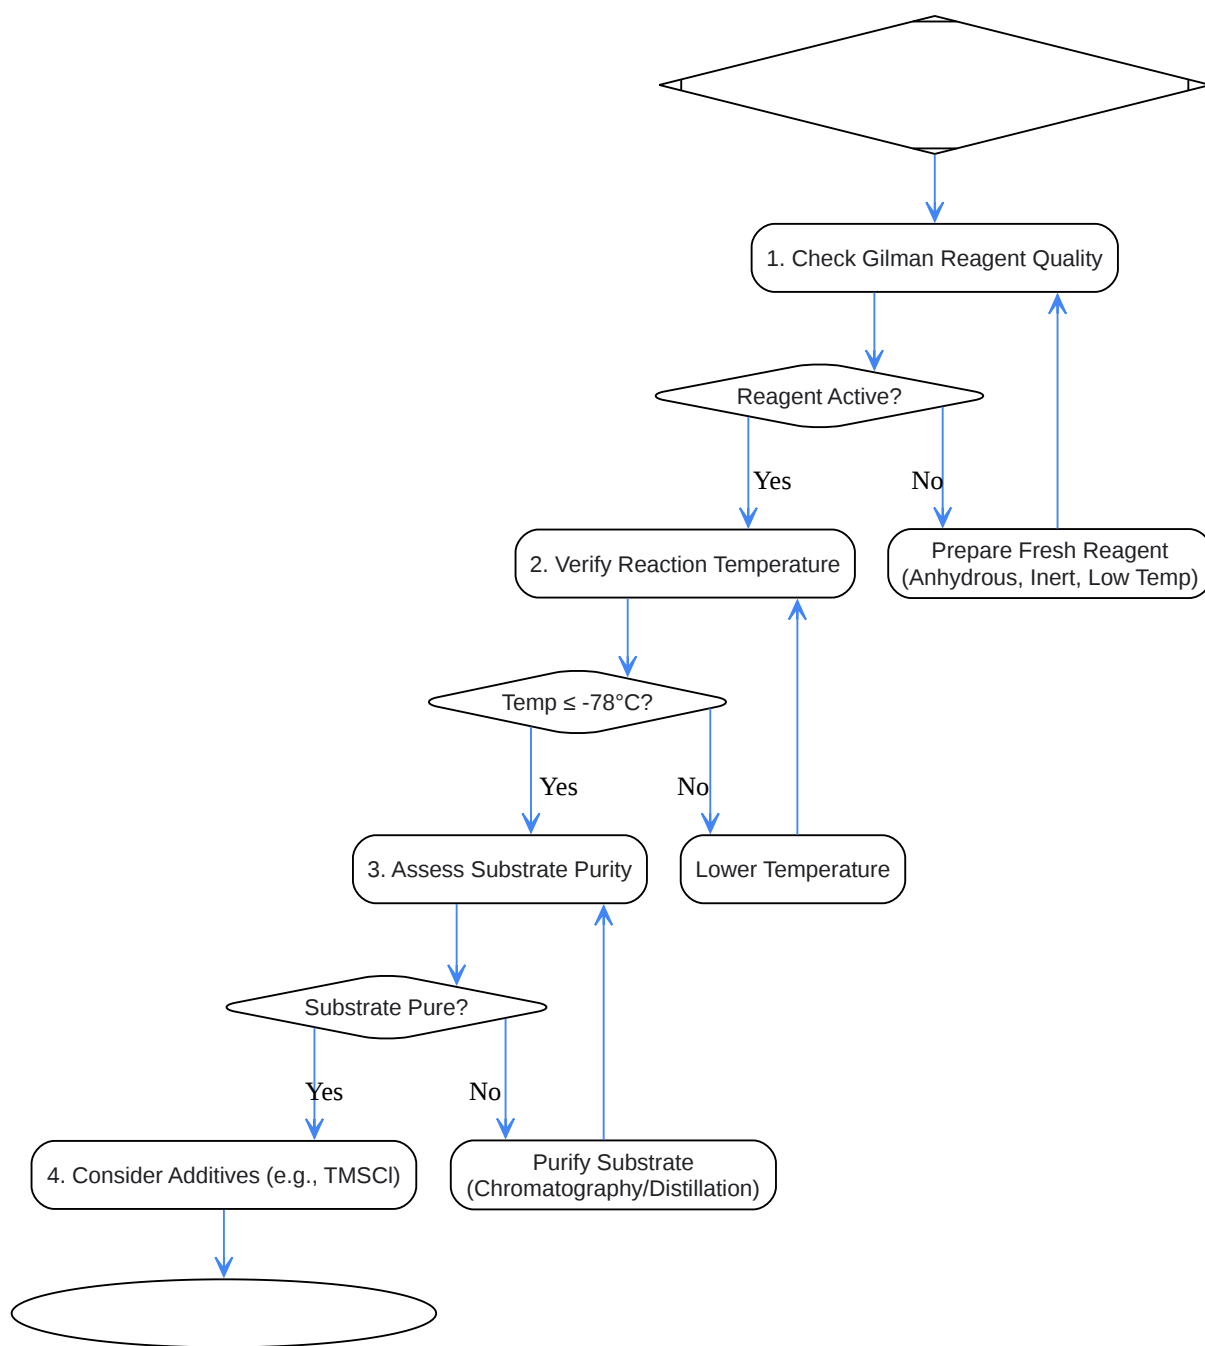 1. Check Gilman Reagent Quality
Reagent Active?
Yes
No
2. Verify Reaction Temperature
Prepare Fresh Reagent
(Anhydrous, Inert, Low Temp)
Temp ≤ -78°C?
Yes
No
3. Assess Substrate Purity
Lower Temperature
Substrate Pure?
Yes
No
4. Consider Additives (e.g., TMSCl)
Purify Substrate
(Chromatography/Distillation)